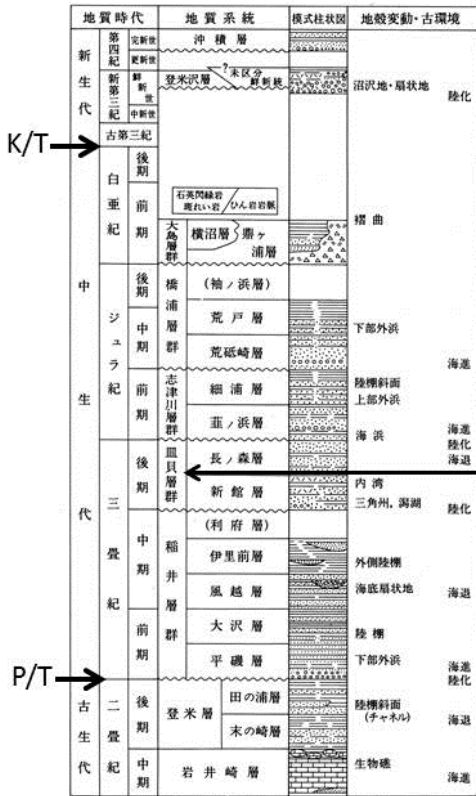 地質時代 地質系統 模式柱状図 地殻変動・古環境
新生代
第四紀 完新世 沖積層
更新世
新第三紀 鮮新世 登米沢層 ? 未区分鮮新統 沼沢地・扇状地 陸化
中新世
古第三紀
K/T
中生代
白亜紀 後期
前期
石英閃緑岩
斑れい岩
ひん岩岩脈
大島層群 横沼層 鼎ヶ浦層 褶曲
ジュラ紀 後期 橋浦層群 (袖ノ浜層)
中期 荒戸層 下部外浜
荒砥崎層 海進
前期 志津川層群 細浦層 陸棚斜面
上部外浜
韮ノ浜層 海浜 海進
陸化
三畳紀 後期 皿貝層群 長ノ森層 海退
新館層 内湾 陸化
三角州, 潟湖
中期 稲井層群 (利府層)
伊里前層 外側陸棚
風越層 海底扇状地 海退
前期 大沢層 陸棚
平磯層 下部外浜 海進
P/T 陸化
古生代
二畳紀 後期 登米層 田の浦層 陸棚斜面
(チャネル)
末の崎層 海進
中期 岩井崎層 生物礁
海退